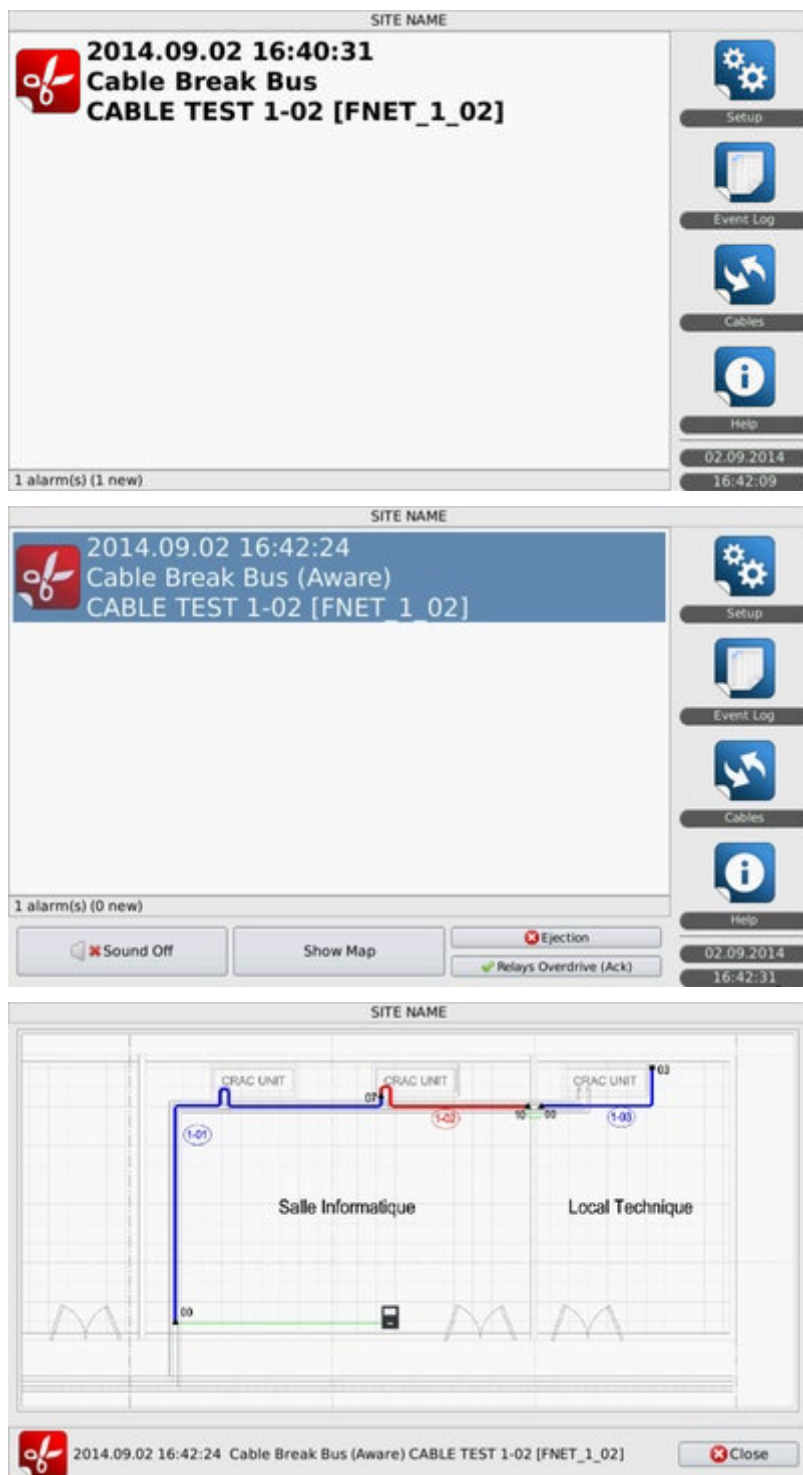 SITE NAME
2014.09.02 16:40:31
Cable Break Bus
CABLE TEST 1-02 [FNET_1_02]
Setup
Event Log
Cables
Help
02.09.2014
16:42:09
1 alarm(s) (1 new)
SITE NAME
2014.09.02 16:42:24
Cable Break Bus (Aware)
CABLE TEST 1-02 [FNET_1_02]
Setup
Event Log
Cables
Help
02.09.2014
16:42:31
1 alarm(s) (0 new)
Sound Off
Show Map
Ejection
Relays Overdrive (Ack)
SITE NAME
CRAC UNIT
CRAC UNIT
CRAC UNIT
03
07
1-01
1-02
10
00
1-03
Salle Informatique
Local Technique
00
2014.09.02 16:42:24 Cable Break Bus (Aware) CABLE TEST 1-02 [FNET_1_02]
Close